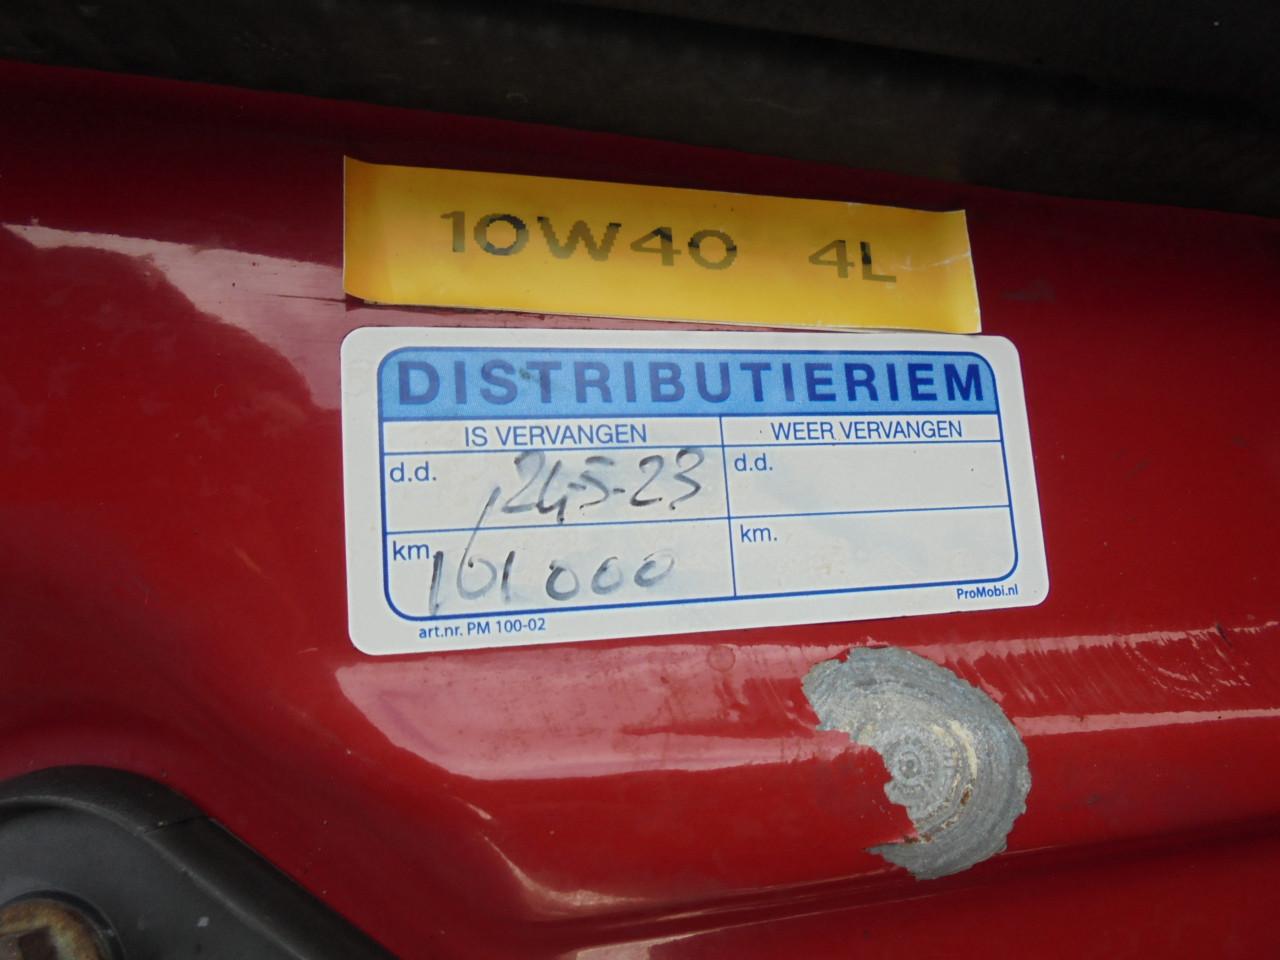 10W40 4L
DISTRIBUTIERIEM
IS VERVANGEN WEER VERVANGEN
d.d. 24-5-23 d.d.
km. 101000 km.
art.nr. PM 100-02 ProMobi.nl